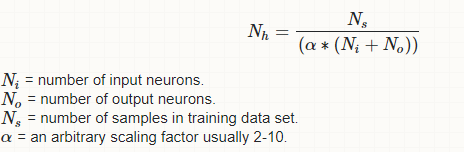 N_h = N_s / (α * (N_i + N_o))
N_i = number of input neurons.
N_o = number of output neurons.
N_s = number of samples in training data set.
α = an arbitrary scaling factor usually 2-10.